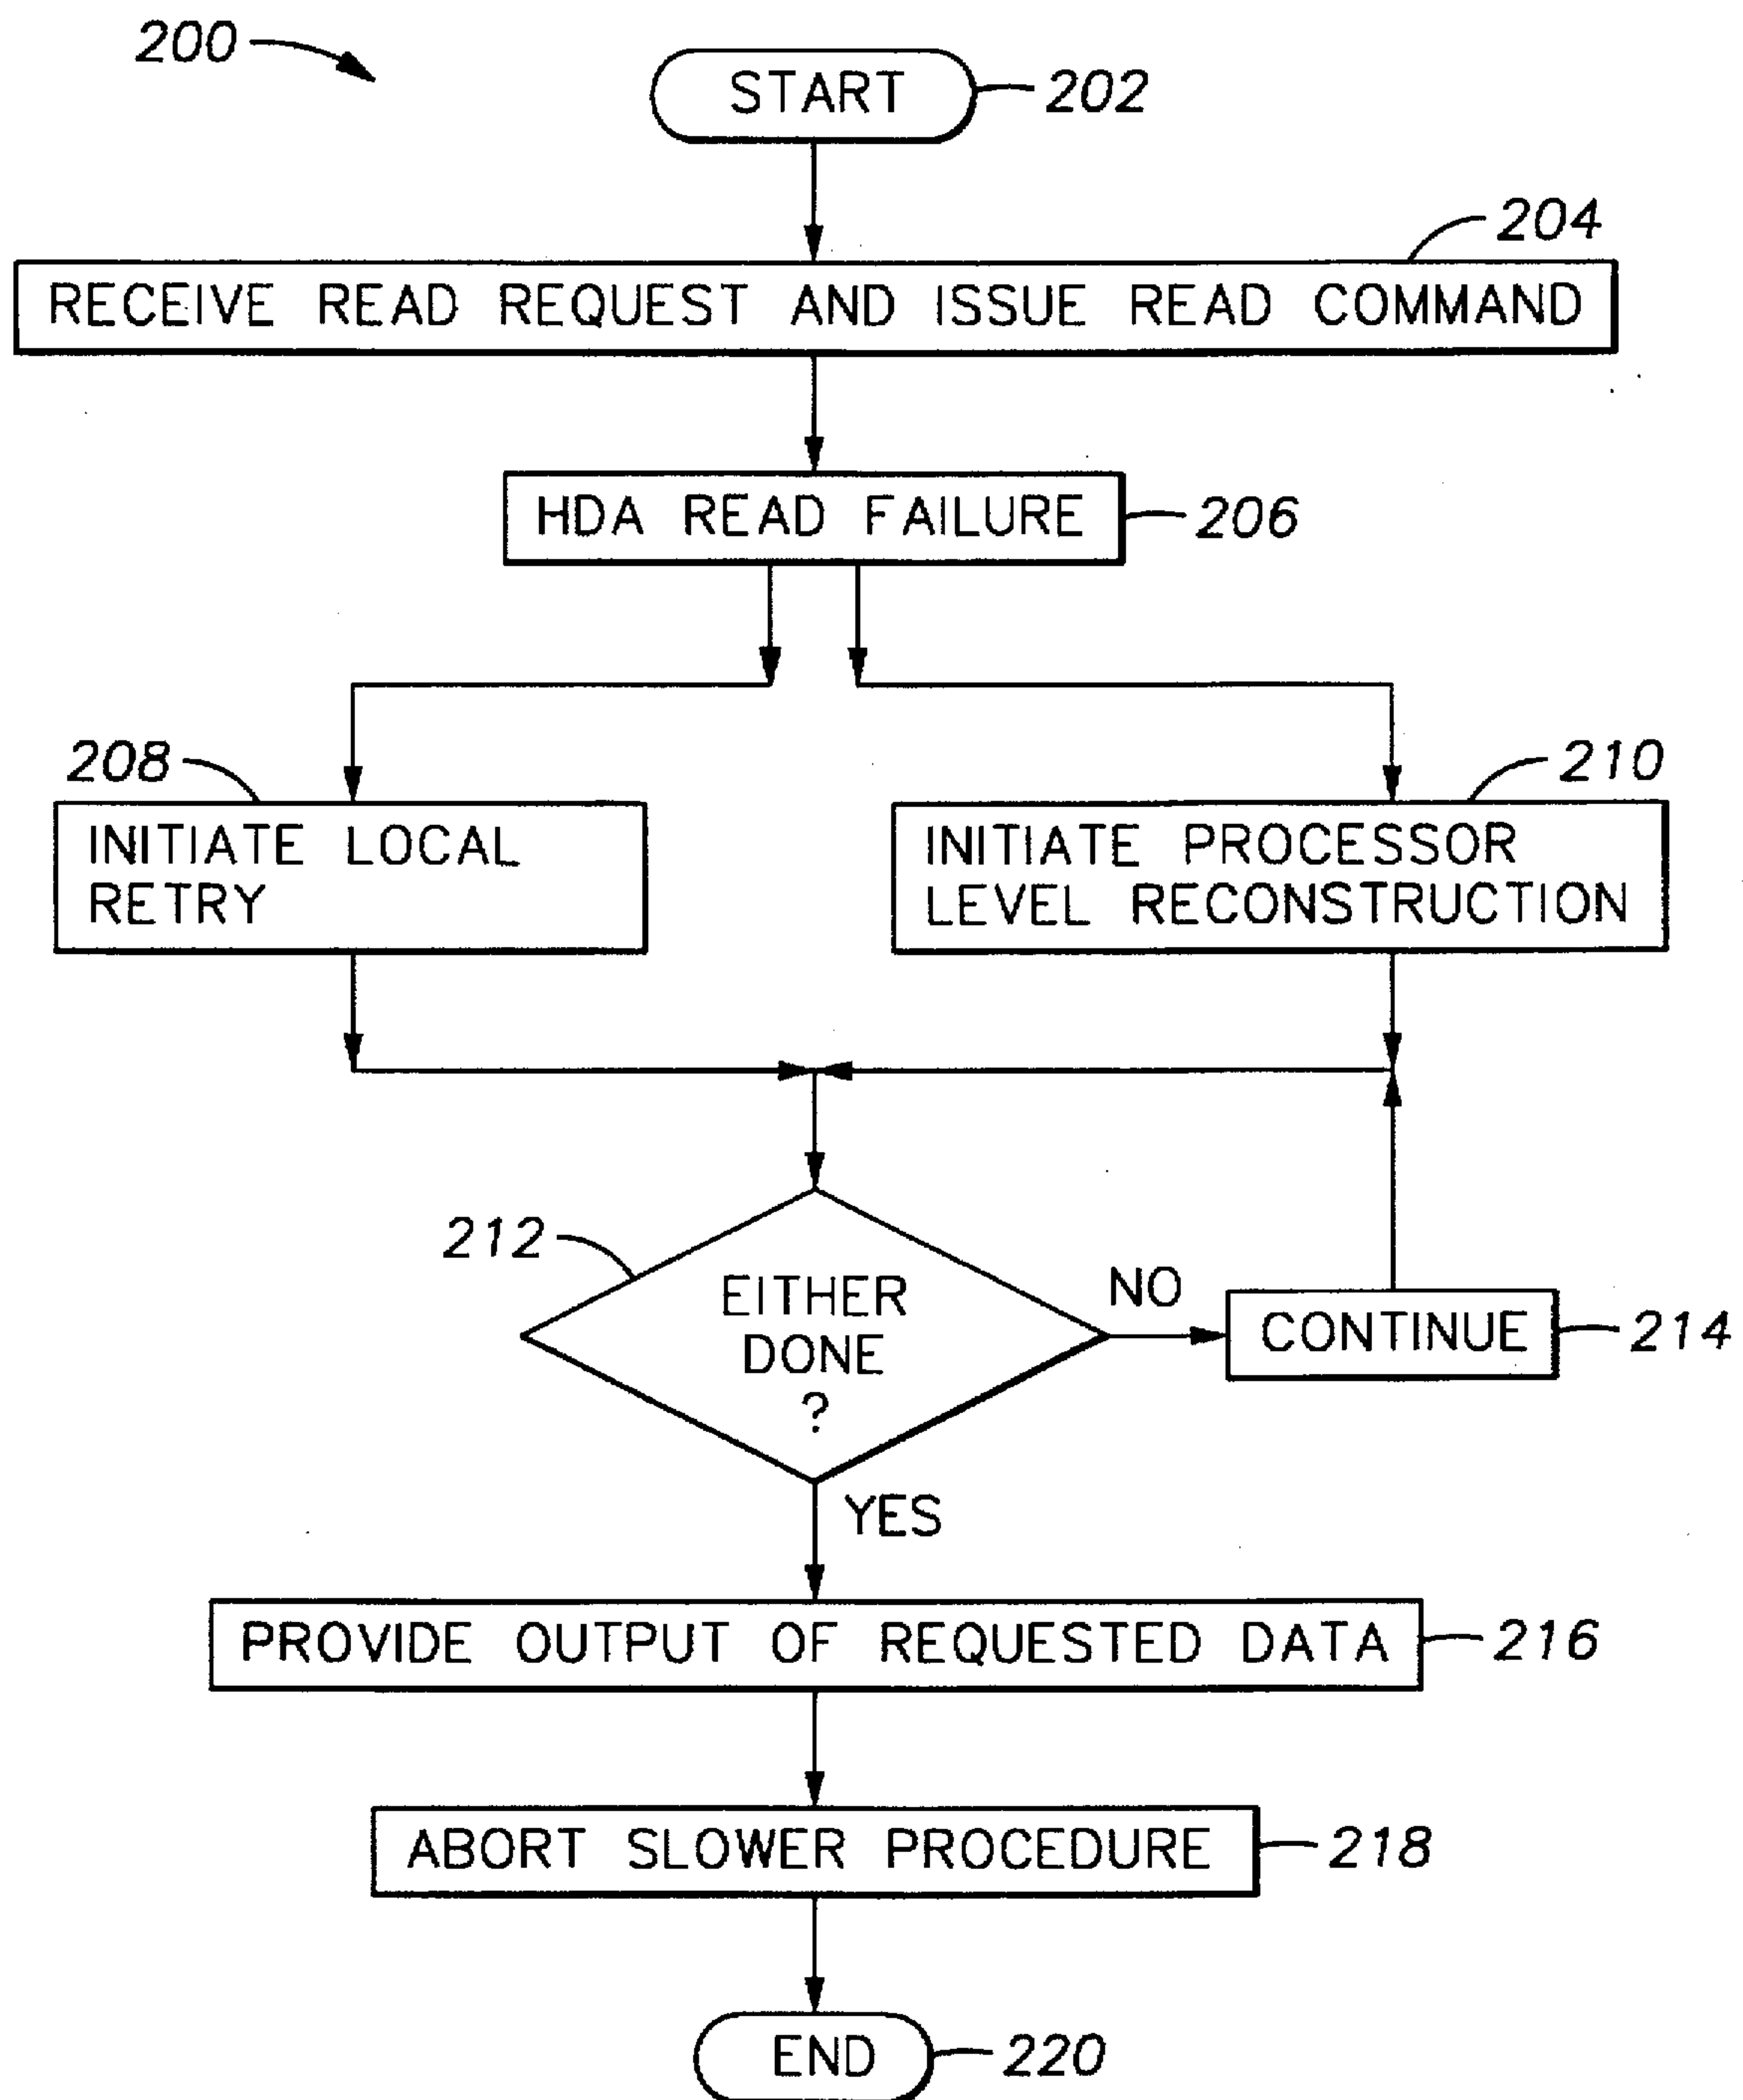 200
START
202
204
RECEIVE READ REQUEST AND ISSUE READ COMMAND
HDA READ FAILURE
206
208
INITIATE LOCAL
RETRY
210
INITIATE PROCESSOR
LEVEL RECONSTRUCTION
212
EITHER
DONE
?
NO
CONTINUE
214
YES
PROVIDE OUTPUT OF REQUESTED DATA
216
ABORT SLOWER PROCEDURE
218
END
220